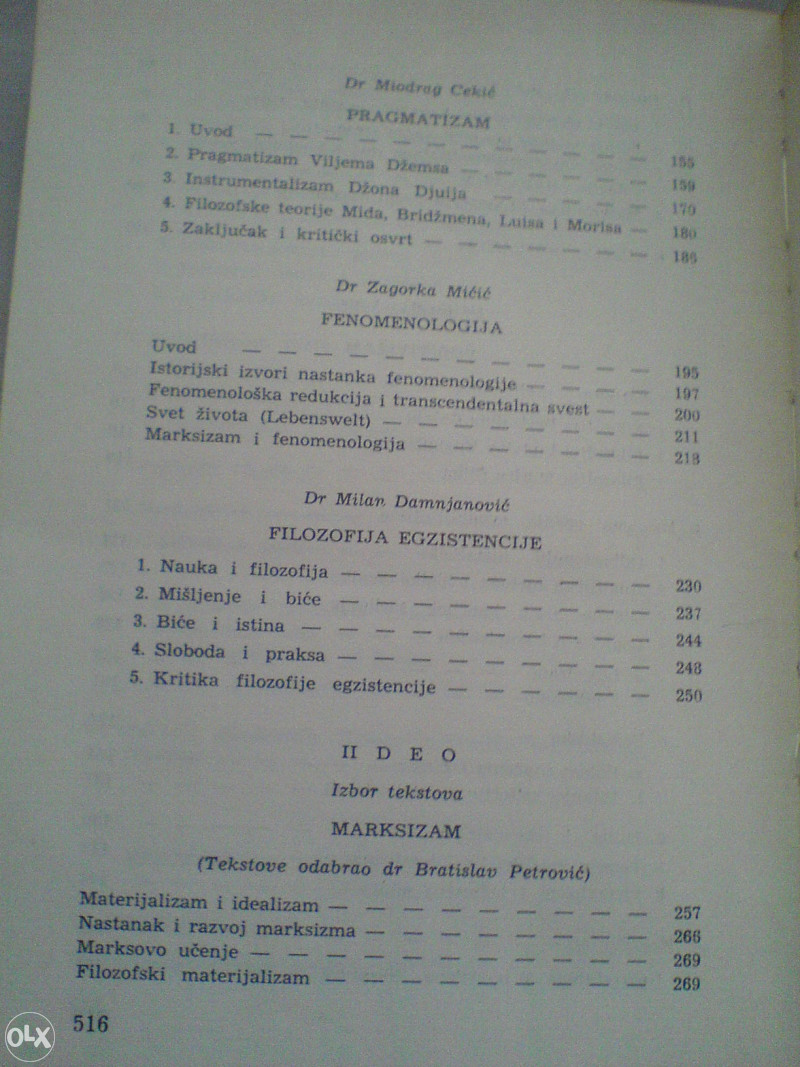 Dr Miodrag Cekić
PRAGMATIZAM
1. Uvod — — — — — — — — — — — 155
2. Pragmatizam Viljema Džemsa — — — — — — 159
3. Instrumentalizam Džona Djuija — — — — — 170
4. Filozofske teorije Mida, Bridžmena, Luisa i Morisa — 180
5. Zaključak i kritički osvrt — — — — — — — 186
Dr Zagorka Mićić
FENOMENOLOGIJA
Uvod — — — — — — — — — — — — 195
Istorijski izvori nastanka fenomenologije — — — — 197
Fenomenološka redukcija i transcendentalna svest — — 200
Svet života (Lebenswelt) — — — — — — — — 211
Marksizam i fenomenologija — — — — — — — 213
Dr Milan Damnjanović
FILOZOFIJA EGZISTENCIJE
1. Nauka i filozofija — — — — — — — — — 230
2. Mišljenje i biće — — — — — — — — — 237
3. Biće i istina — — — — — — — — — — 244
4. Sloboda i praksa — — — — — — — — — 248
5. Kritika filozofije egzistencije — — — — — — 250
II DEO
Izbor tekstova
MARKSIZAM
(Tekstove odabrao dr Bratislav Petrović)
Materijalizam i idealizam — — — — — — — — — 257
Nastanak i razvoj marksizma — — — — — — — — 266
Marksovo učenje — — — — — — — — — — — 269
Filozofski materijalizam — — — — — — — — — 269
516
OLX